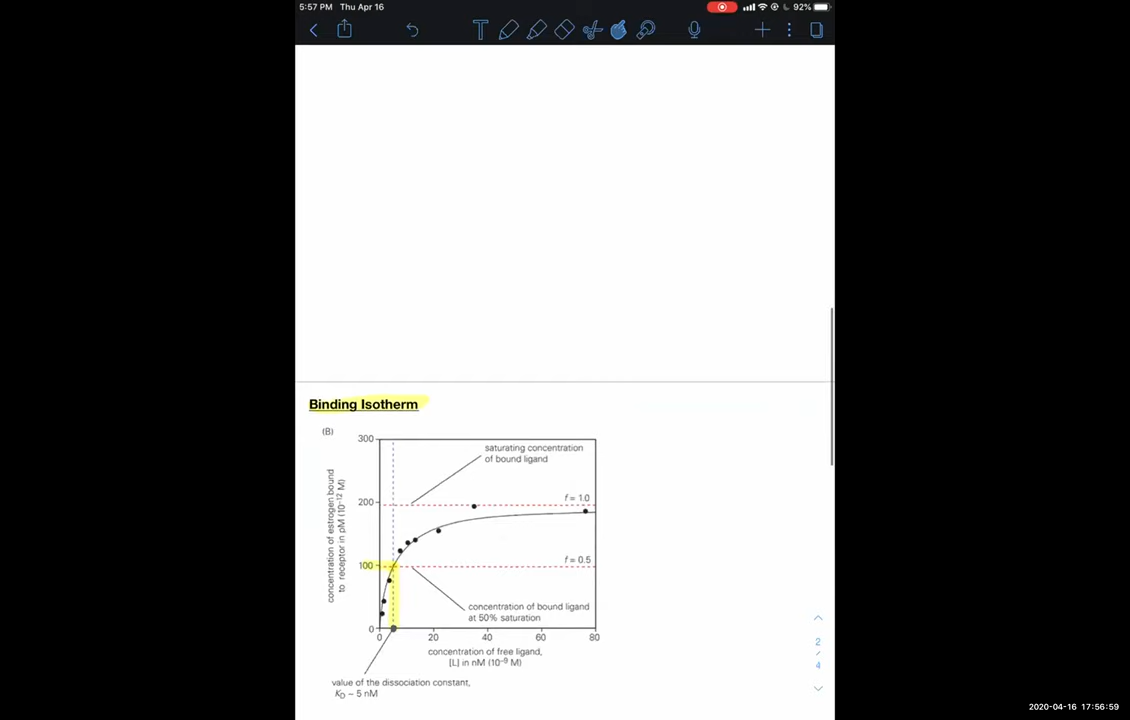 5:57 PM Thu Apr 16
92%
Binding Isotherm
(B)
300
200
100
0
concentration of estrogen bound
to receptor in pM (10⁻¹² M)
saturating concentration
of bound ligand
f = 1.0
f = 0.5
concentration of bound ligand
at 50% saturation
0 20 40 60 80
concentration of free ligand,
[L] in nM (10⁻⁹ M)
value of the dissociation constant,
K_D ~ 5 nM
2
/
4
2020-04-16 17:56:59